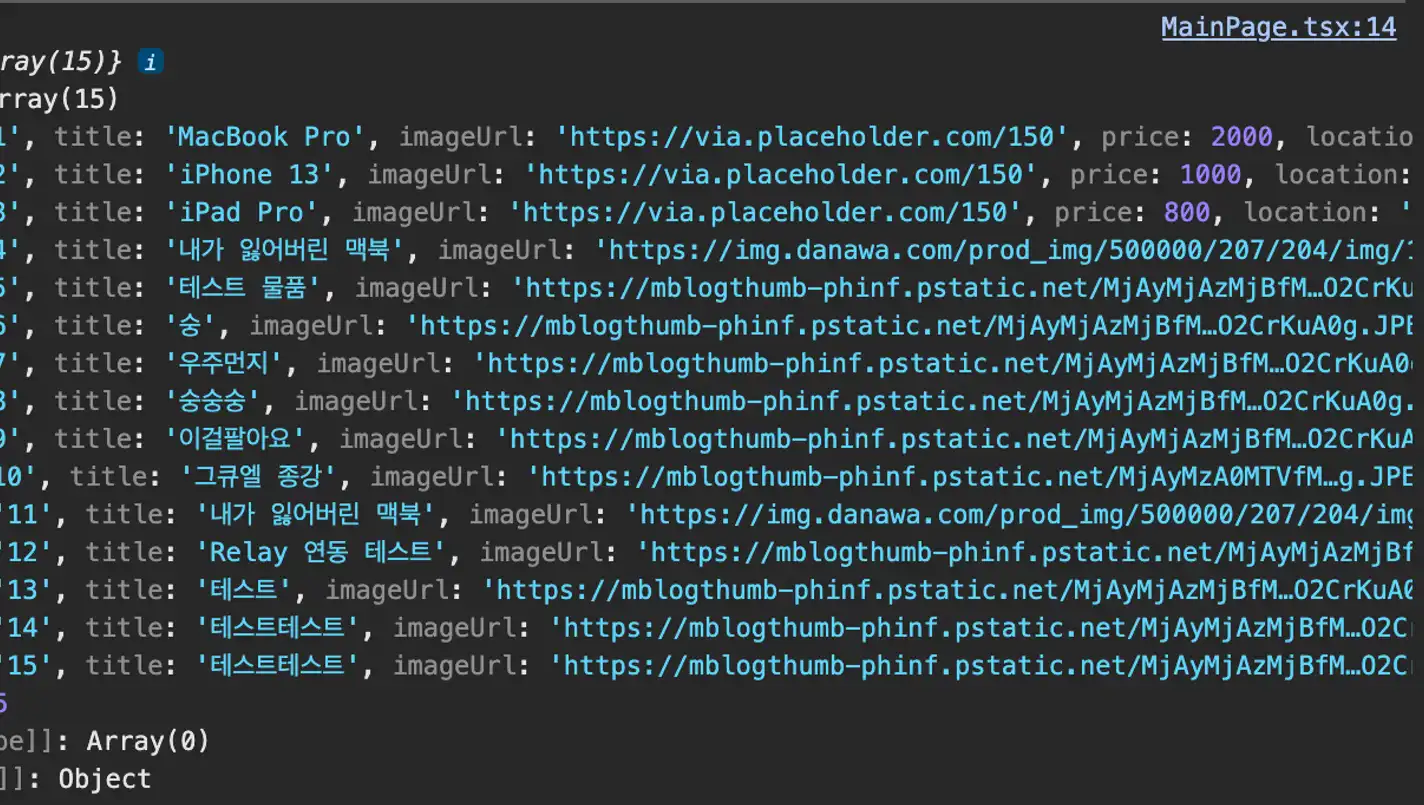 MainPage.tsx:14
ray(15)} i
rray(15)
1', title: 'MacBook Pro', imageUrl: 'https://via.placeholder.com/150', price: 2000, locatio
2', title: 'iPhone 13', imageUrl: 'https://via.placeholder.com/150', price: 1000, location:
3', title: 'iPad Pro', imageUrl: 'https://via.placeholder.com/150', price: 800, location: '
4', title: '내가 잃어버린 맥북', imageUrl: 'https://img.danawa.com/prod_img/500000/207/204/img/1
5', title: '테스트 물품', imageUrl: 'https://mblogthumb-phinf.pstatic.net/MjAyMjAzMjBfM…O2CrKu
6', title: '숭', imageUrl: 'https://mblogthumb-phinf.pstatic.net/MjAyMjAzMjBfM…O2CrKuA0g.JPE
7', title: '우주먼지', imageUrl: 'https://mblogthumb-phinf.pstatic.net/MjAyMjAzMjBfM…O2CrKuA0g
8', title: '숭숭숭', imageUrl: 'https://mblogthumb-phinf.pstatic.net/MjAyMjAzMjBfM…O2CrKuA0g.
9', title: '이걸팔아요', imageUrl: 'https://mblogthumb-phinf.pstatic.net/MjAyMjAzMjBfM…O2CrKuA
10', title: '그큐엘 종강', imageUrl: 'https://mblogthumb-phinf.pstatic.net/MjAyMzA0MTVfM…g.JPE
'11', title: '내가 잃어버린 맥북', imageUrl: 'https://img.danawa.com/prod_img/500000/207/204/img
'12', title: 'Relay 연동 테스트', imageUrl: 'https://mblogthumb-phinf.pstatic.net/MjAyMjAzMjBf
'13', title: '테스트', imageUrl: 'https://mblogthumb-phinf.pstatic.net/MjAyMjAzMjBfM…O2CrKuA0
'14', title: '테스트테스트', imageUrl: 'https://mblogthumb-phinf.pstatic.net/MjAyMjAzMjBfM…O2C
'15', title: '테스트테스트', imageUrl: 'https://mblogthumb-phinf.pstatic.net/MjAyMjAzMjBfM…O2C
5
pe]]: Array(0)
]]: Object